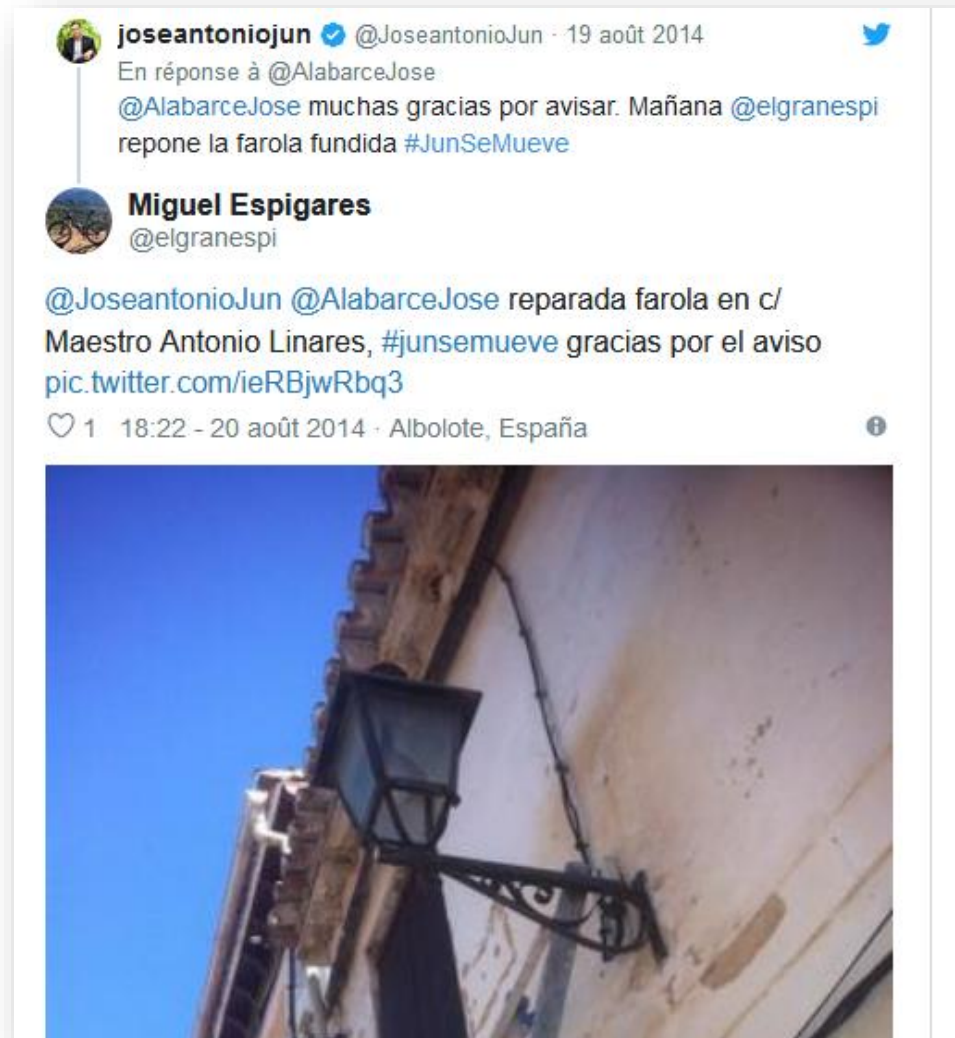 joseantoniojun @JoseantonioJun · 19 août 2014
En réponse à @AlabarceJose
@AlabarceJose muchas gracias por avisar. Mañana @elgranespi
repone la farola fundida #JunSeMueve
Miguel Espigares
@elgranespi
@JoseantonioJun @AlabarceJose reparada farola en c/
Maestro Antonio Linares, #junsemueve gracias por el aviso
pic.twitter.com/ieRBjwRbq3
1 18:22 - 20 août 2014 · Albolote, España